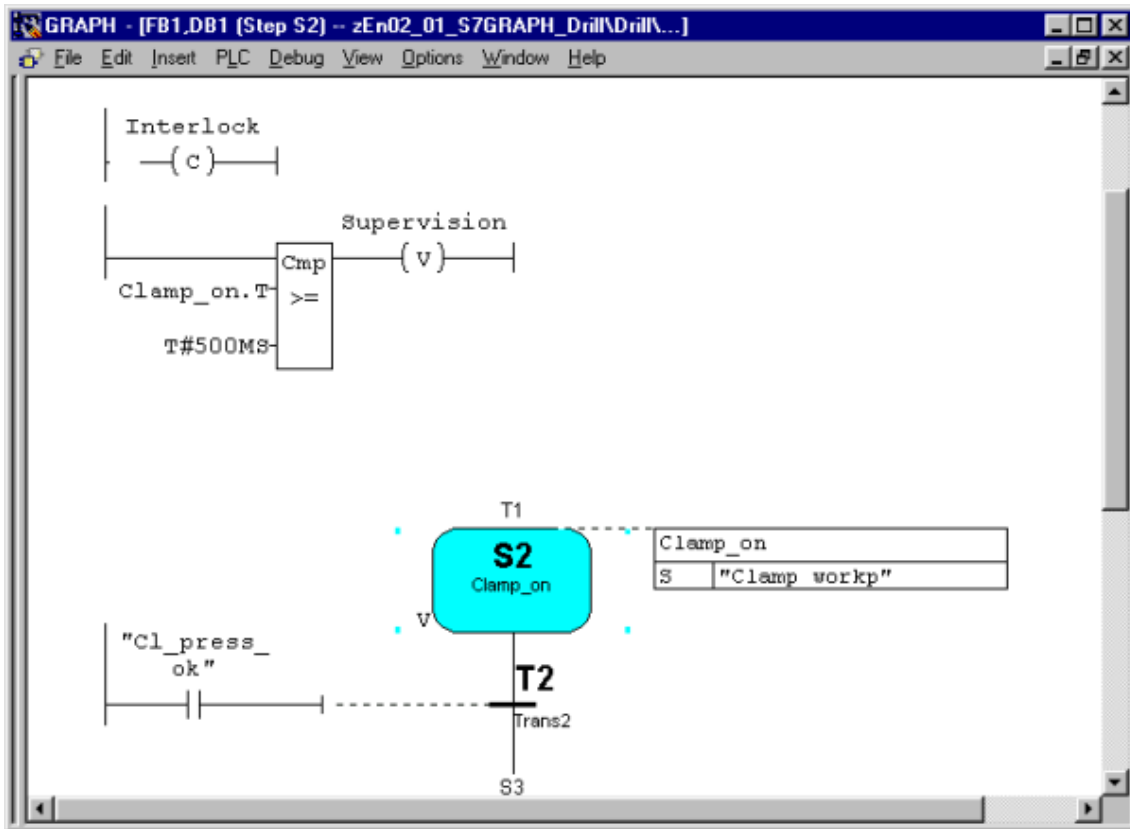 GRAPH - [FB1,DB1 (Step S2) -- zEn02_01_S7GRAPH_Drill\Drill\...]
File Edit Insert PLC Debug View Options Window Help
Interlock
( C )
Supervision
Cmp ( V )
Clamp_on.T >=
T#500MS
T1
S2
Clamp_on
V
Clamp_on
S "Clamp workp"
"Cl_press_
ok"
T2
Trans2
S3